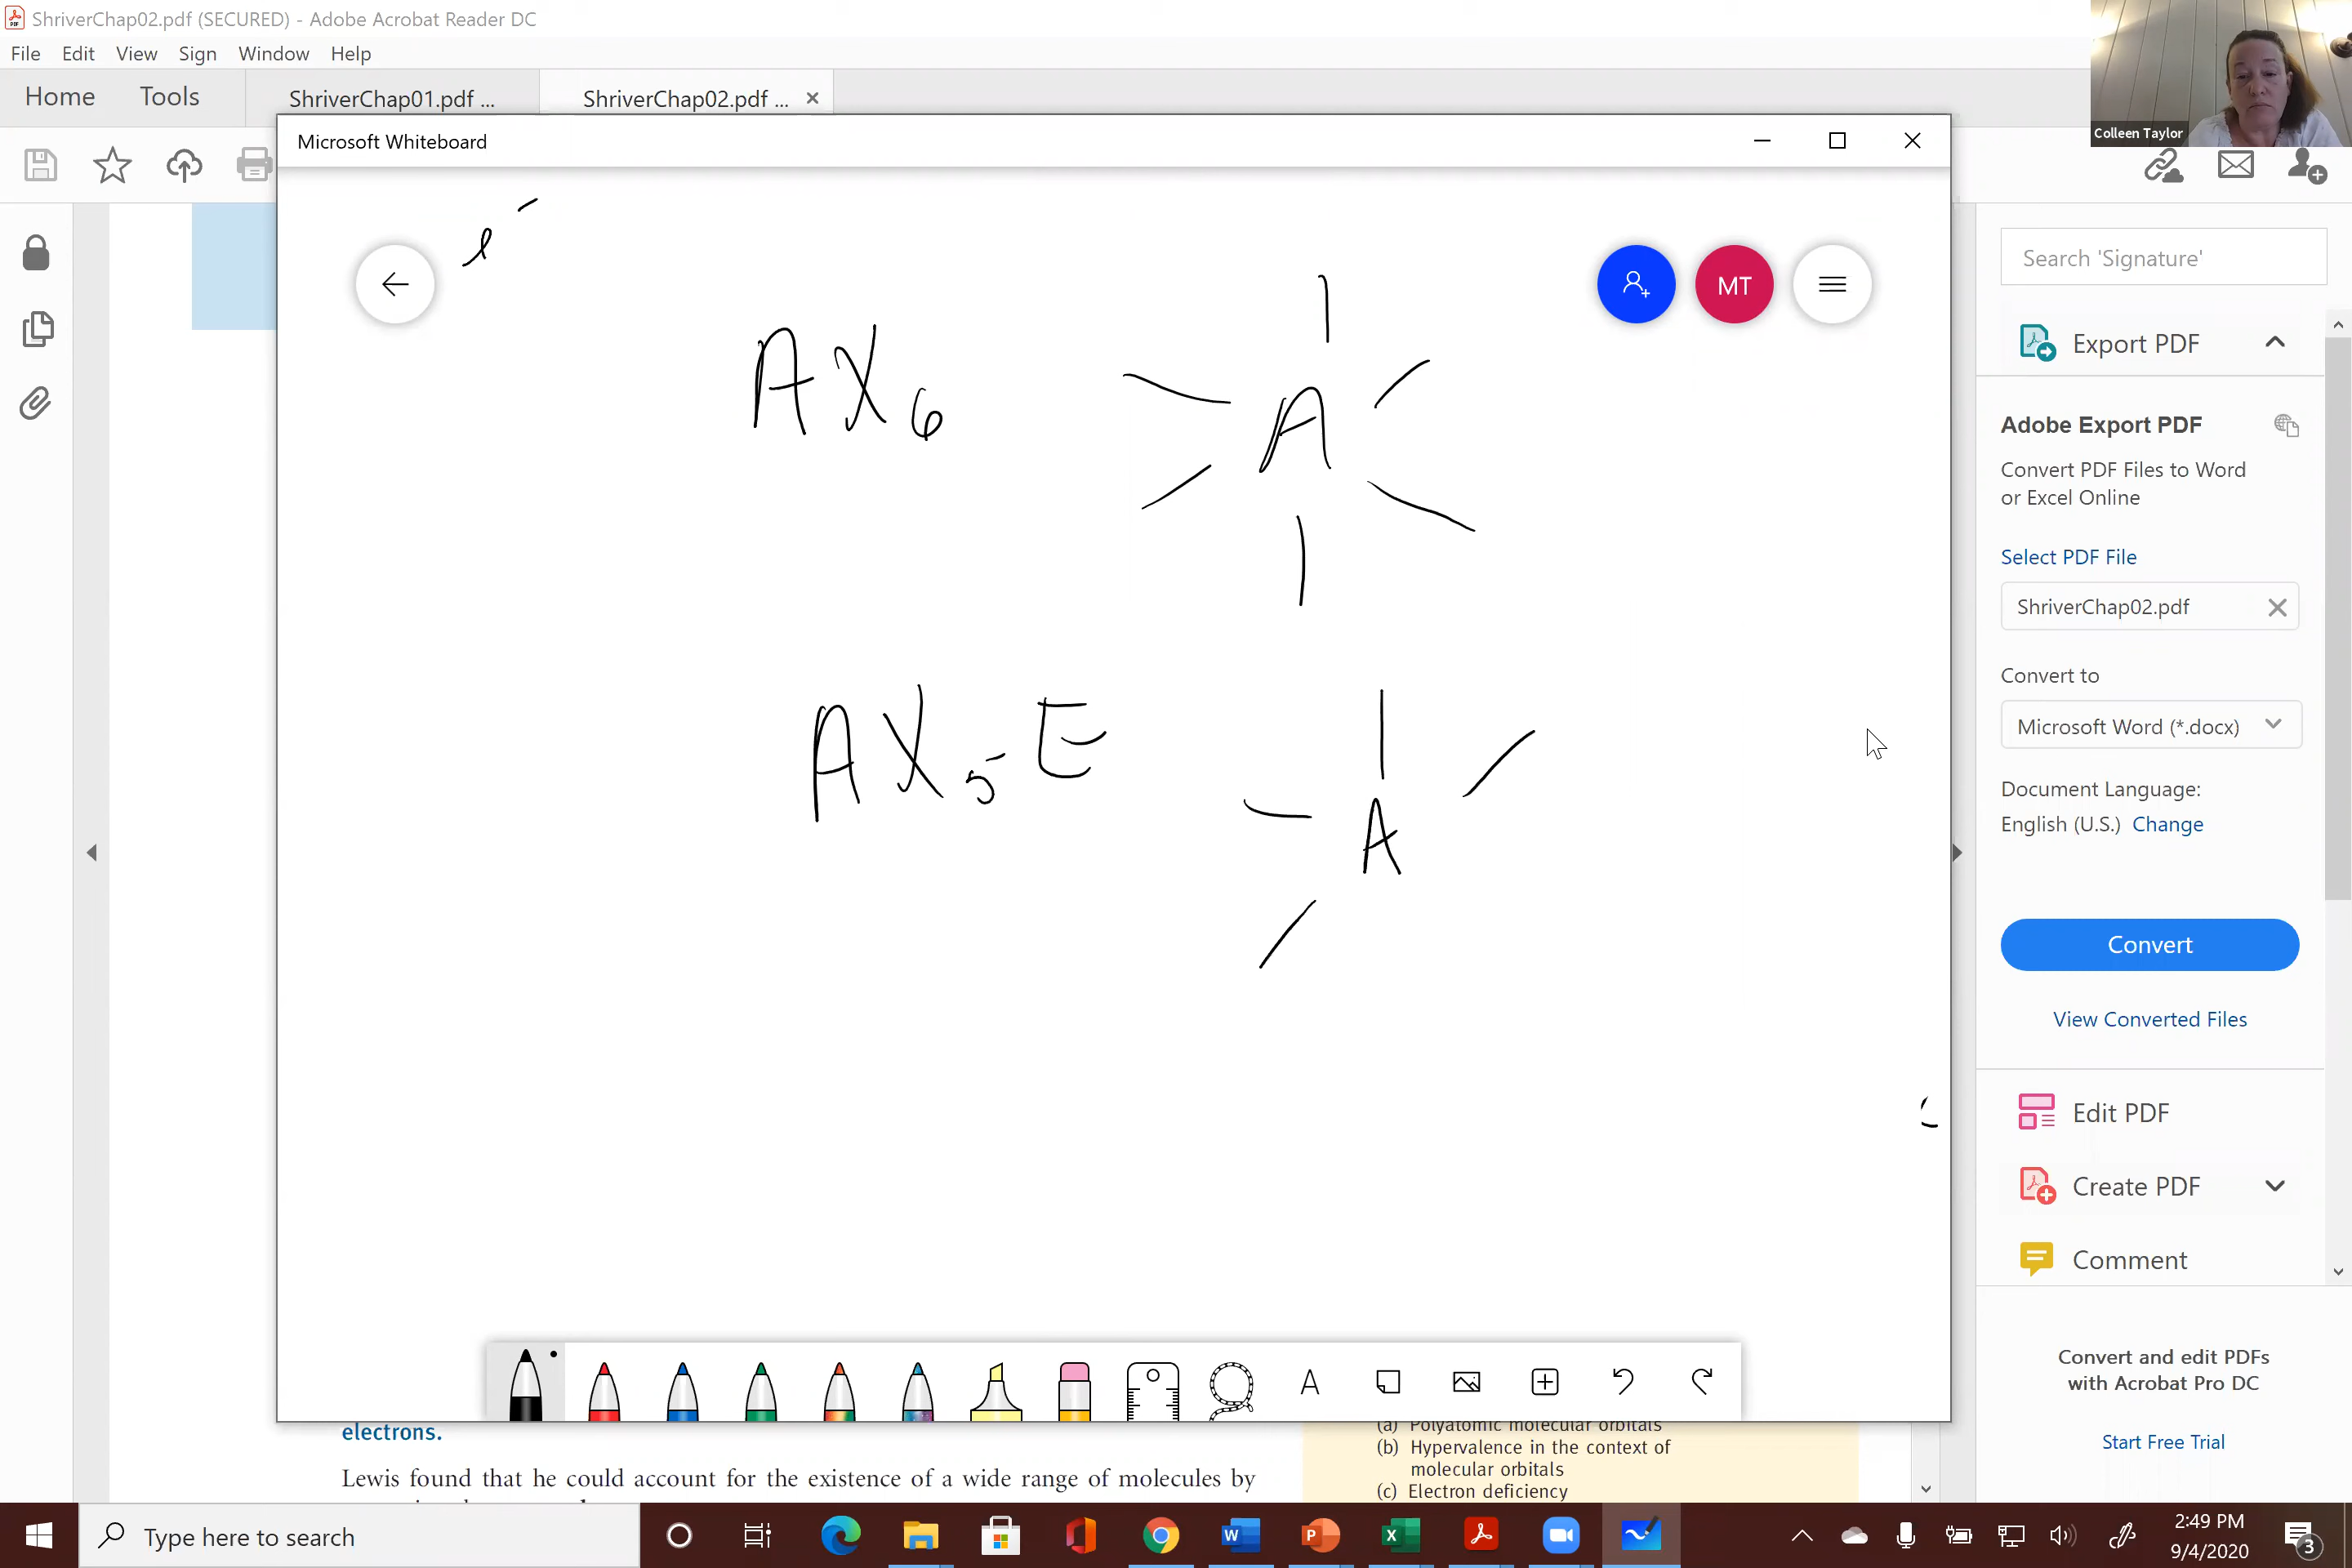 ShriverChap02.pdf (SECURED) - Adobe Acrobat Reader DC
File Edit View Sign Window Help
Home Tools ShriverChap01.pdf ... ShriverChap02.pdf ...
Colleen Taylor
Microsoft Whiteboard
e⁻
MT
AX₆ A
AX₅E A
Search 'Signature'
Export PDF
Adobe Export PDF
Convert PDF Files to Word
or Excel Online
Select PDF File
ShriverChap02.pdf
Convert to
Microsoft Word (*.docx)
Document Language:
English (U.S.) Change
Convert
View Converted Files
Edit PDF
Create PDF
Comment
Convert and edit PDFs
with Acrobat Pro DC
Start Free Trial
A
electrons.
Lewis found that he could account for the existence of a wide range of molecules by
(a) Polyatomic molecular orbitals
(b) Hypervalence in the context of
molecular orbitals
(c) Electron deficiency
Type here to search
W P X
2:49 PM
9/4/2020
3